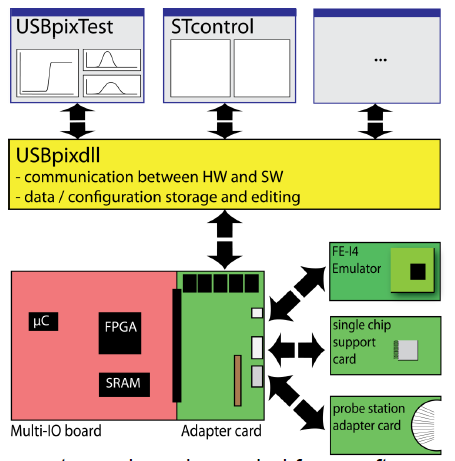 USBpixTest
STcontrol
...
USBpixdll
- communication between HW and SW
- data / configuration storage and editing
FE-I4
Emulator
µC
FPGA
SRAM
single chip
support
card
probe station
adapter card
Multi-IO board
Adapter card